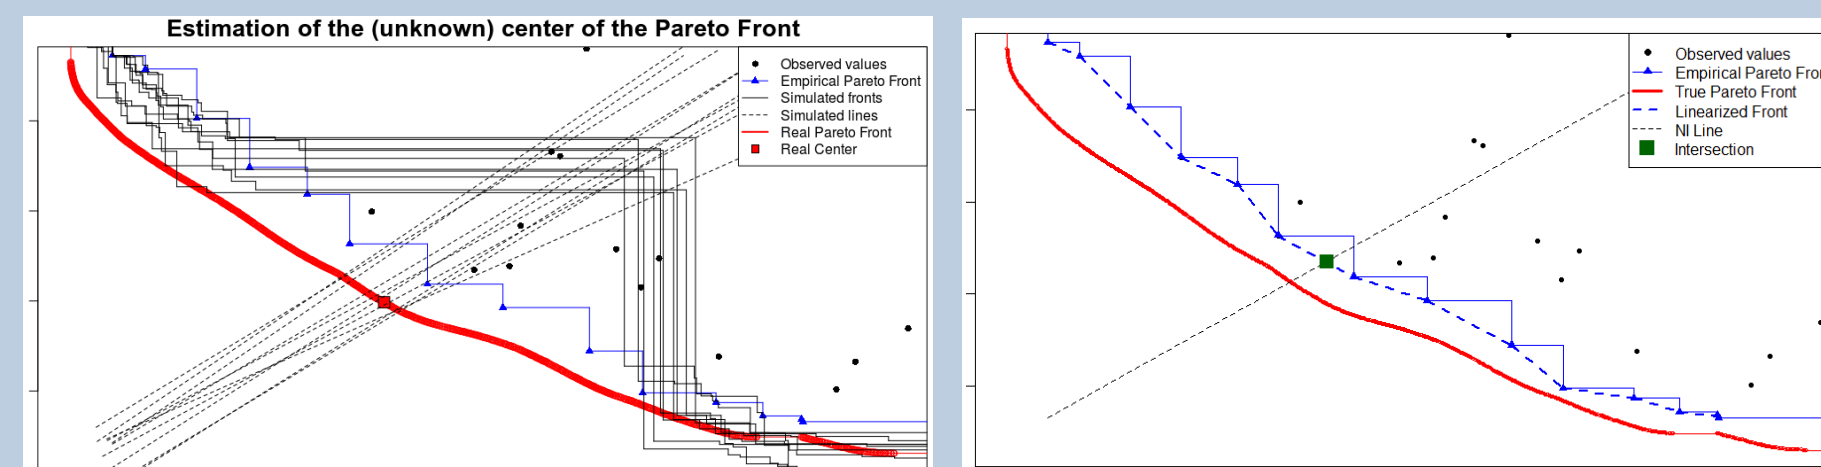 Estimation of the (unknown) center of the Pareto Front
Observed values
Empirical Pareto Front
Simulated fronts
Simulated lines
Real Pareto Front
Real Center
Observed values
Empirical Pareto Fro
True Pareto Front
Linearized Front
NI Line
Intersection